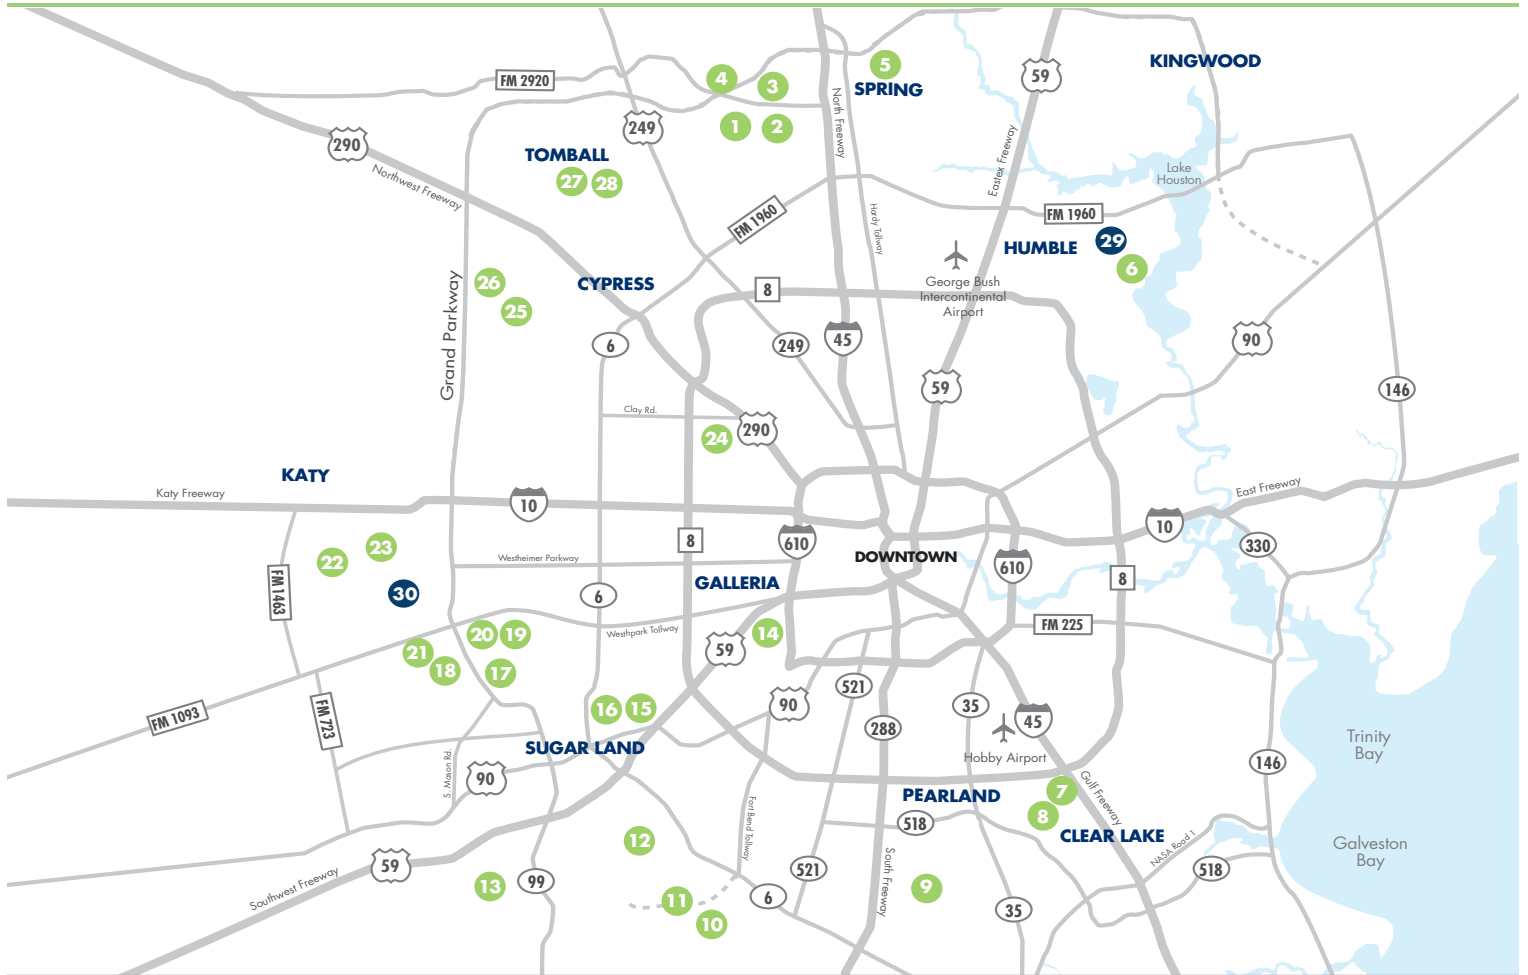 KINGWOOD
5
59
4
FM 2920
3
SPRING
North Freeway
1
2
249
290
TOMBALL
Eastex Freeway
Lake
Houston
Northwest Freeway
27
28
FM 1960
Hardy Tollway
FM 1960
29
HUMBLE
6
George Bush
Intercontinental
Airport
26
CYPRESS
8
25
Grand Parkway
6
249
45
90
59
146
Clay Rd.
24
290
KATY
Katy Freeway
10
East Freeway
10
8
610
330
23
22
Westheimer Parkway
DOWNTOWN
610
8
GALLERIA
FM 1463
30
6
FM 225
Westhpark Tollway
20
19
14
59
21
18
17
521
90
16
15
35
45
FM 1093
FM 723
288
SUGAR LAND
Hobby Airport
Trinity
Bay
S. Mason Rd.
90
146
7
PEARLAND
Gulf Freeway
8
518
CLEAR LAKE
Fort Bend Tollway
12
NASA Road 1
Galveston
Bay
59
521
518
South Freeway
Southwest Freeway
13
99
9
6
11
35
10